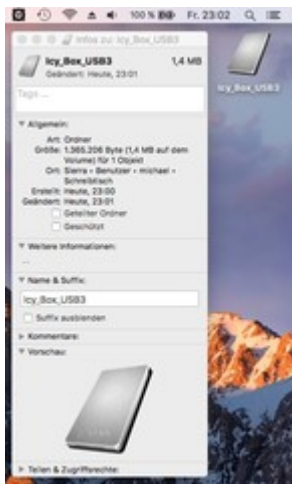 100 %
Fr. 23:02
Infos zu: Icy_Box_USB3
Icy_Box_USB3
1,4 MB
Geändert: Heute, 23:01
Tags ...
Icy_Box_USB3
Allgemein:
Art: Ordner
Größe: 1.365.206 Byte (1,4 MB auf dem
Volume) für 1 Objekt
Ort: Sierra • Benutzer • michael •
Schreibtisch
Erstellt: Heute, 23:00
Geändert: Heute, 23:01
Geteilter Ordner
Geschützt
Weitere Informationen:
--
Name & Suffix:
Icy_Box_USB3
Suffix ausblenden
Kommentare:
Vorschau:
Teilen & Zugriffsrechte: